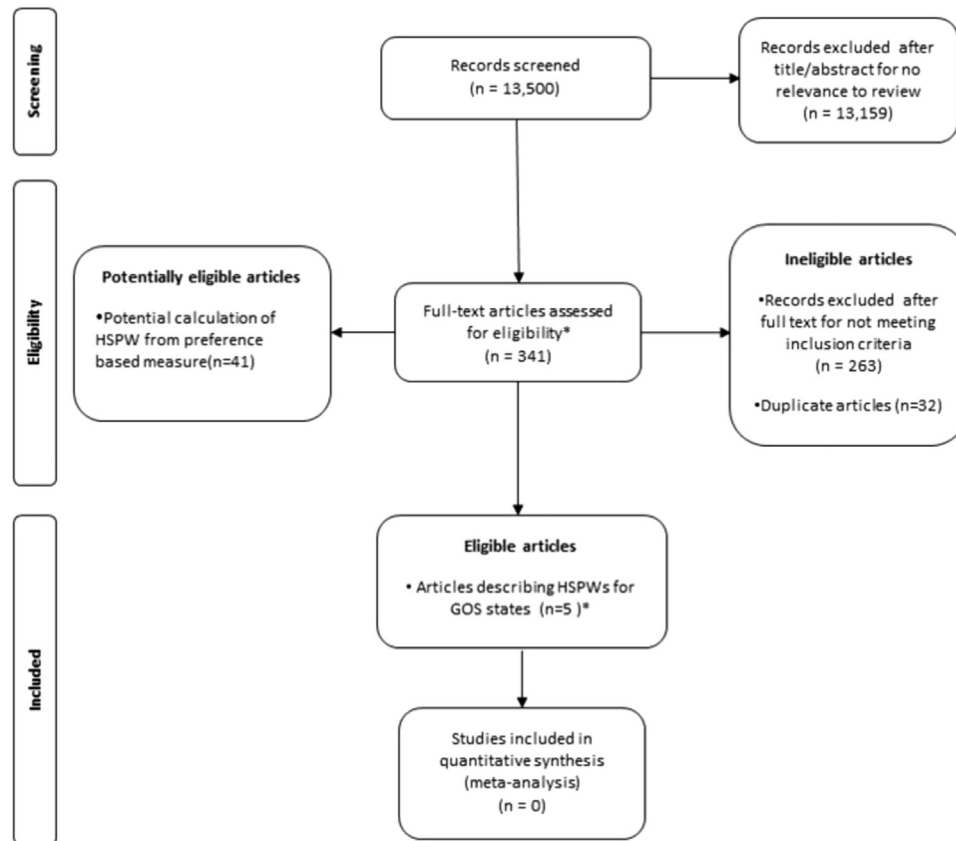 Screening
Records screened
(n = 13,500)
Records excluded after
title/abstract for no
relevance to review
(n = 13,159)
Eligibility
Potentially eligible articles
•Potential calculation of
HSPW from preference
based measure(n=41)
Full-text articles assessed
for eligibility*
(n = 341)
Ineligible articles
•Records excluded after
full text for not meeting
inclusion criteria
(n = 263)
•Duplicate articles (n=32)
Included
Eligible articles
• Articles describing HSPWs for
GOS states (n=5 )*
Studies included in
quantitative synthesis
(meta-analysis)
(n = 0)